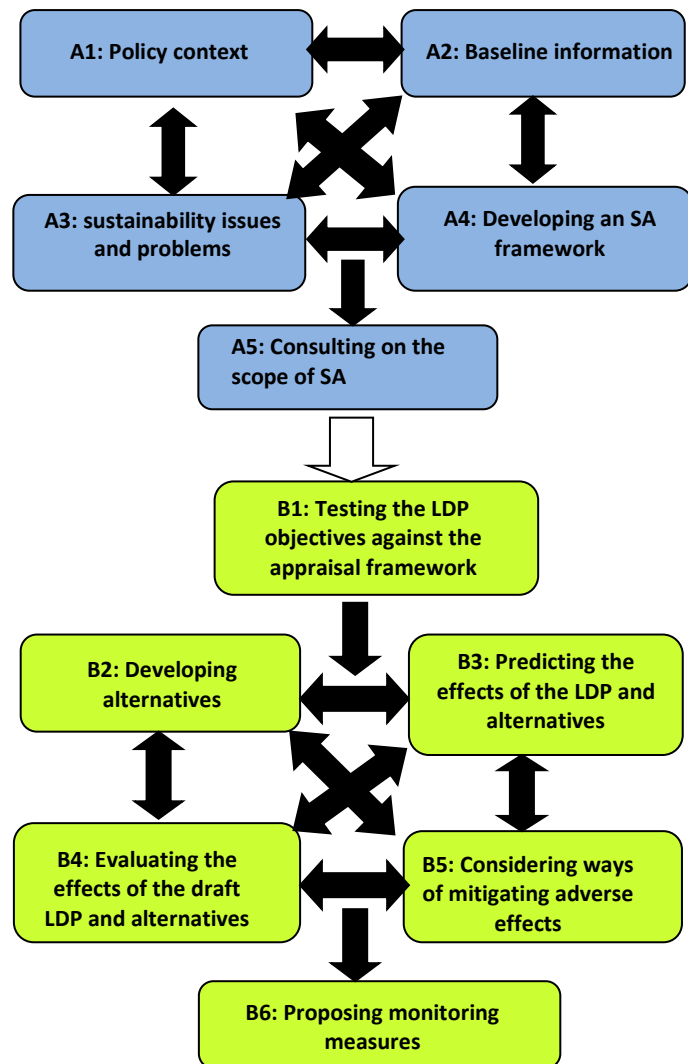 A1: Policy context
A2: Baseline information
A3: sustainability issues
and problems
A4: Developing an SA
framework
A5: Consulting on the
scope of SA
B1: Testing the LDP
objectives against the
appraisal framework
B2: Developing
alternatives
B3: Predicting the
effects of the LDP and
alternatives
B4: Evaluating the
effects of the draft
LDP and alternatives
B5: Considering ways
of mitigating adverse
effects
B6: Proposing monitoring
measures